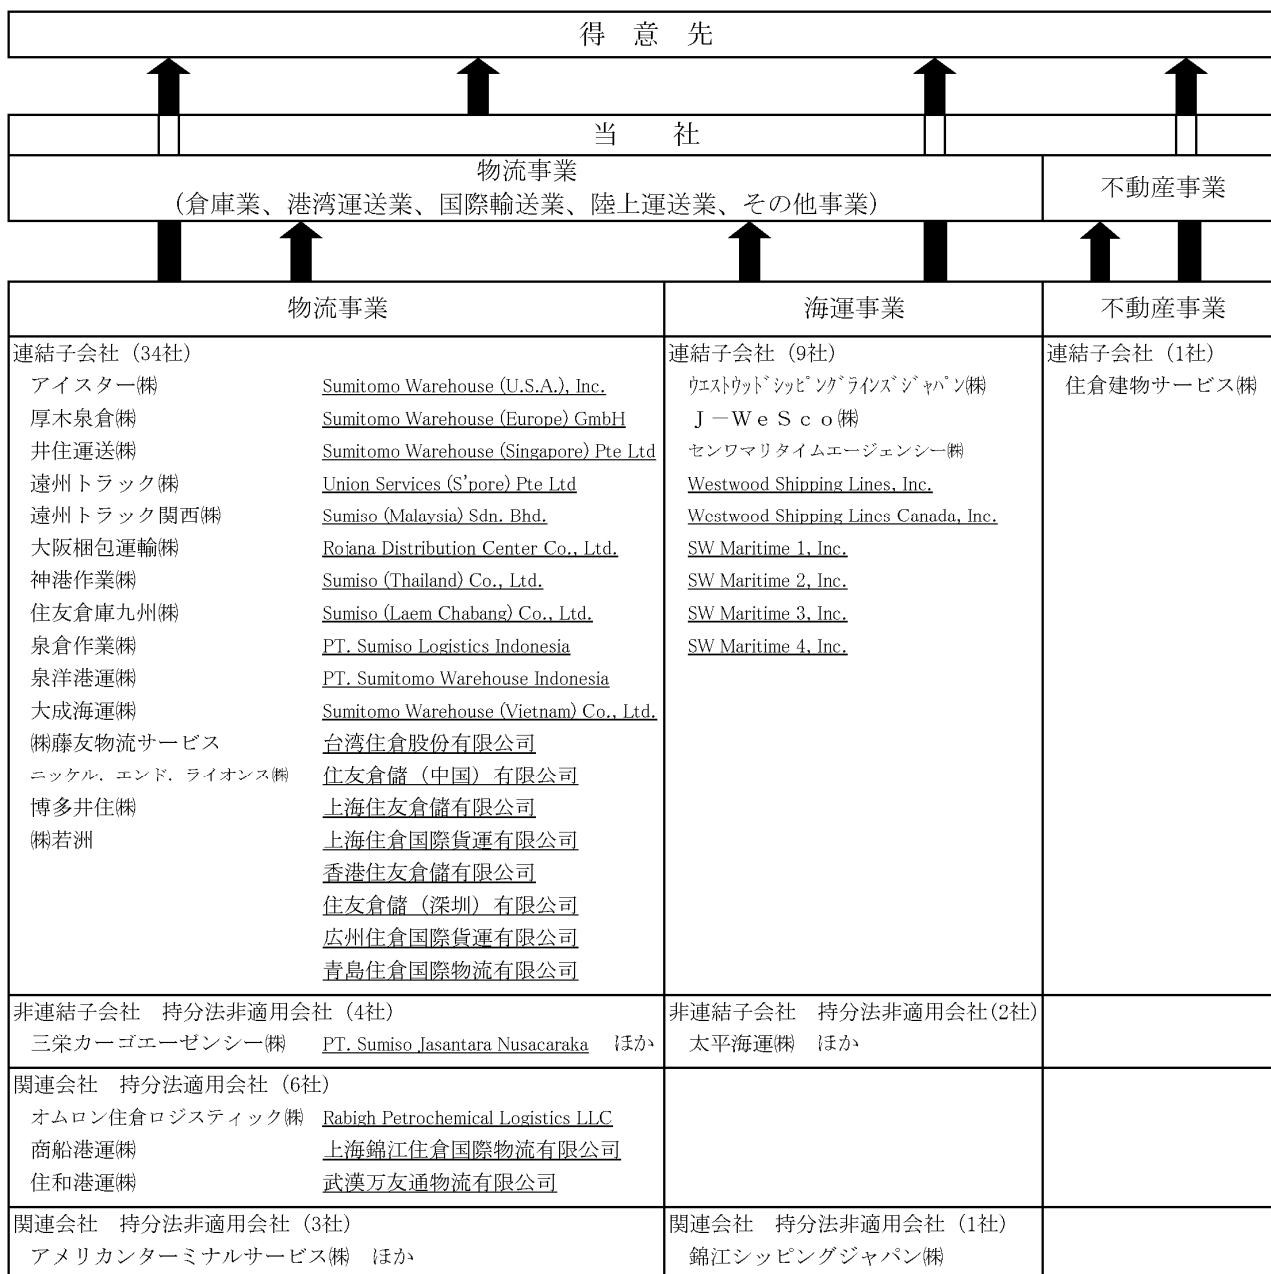 得 意 先
当 社
物流事業
(倉庫業、港湾運送業、国際輸送業、陸上運送業、その他事業)
不動産事業
物流事業
海運事業
不動産事業
連結子会社 (34社)
アイスター㈱ Sumitomo Warehouse (U.S.A.), Inc.
厚木泉倉㈱ Sumitomo Warehouse (Europe) GmbH
井住運送㈱ Sumitomo Warehouse (Singapore) Pte Ltd
遠州トラック㈱ Union Services (S'pore) Pte Ltd
遠州トラック関西㈱ Sumiso (Malaysia) Sdn. Bhd.
大阪梱包運輸㈱ Rojana Distribution Center Co., Ltd.
神港作業㈱ Sumiso (Thailand) Co., Ltd.
住友倉庫九州㈱ Sumiso (Laem Chabang) Co., Ltd.
泉倉作業㈱ PT. Sumiso Logistics Indonesia
泉洋港運㈱ PT. Sumitomo Warehouse Indonesia
大成海運㈱ Sumitomo Warehouse (Vietnam) Co., Ltd.
㈱藤友物流サービス 台湾住倉股份有限公司
ニッケル．エンド．ライオンス㈱ 住友倉儲（中国）有限公司
博多井住㈱ 上海住友倉儲有限公司
㈱若洲 上海住倉国際貨運有限公司
香港住友倉儲有限公司
住友倉儲（深圳）有限公司
広州住倉国際貨運有限公司
青島住倉国際物流有限公司
連結子会社 (9社)
ｳｴｽﾄｳｯﾄﾞｼｯﾋﾟﾝｸﾞﾗｲﾝｽﾞｼﾞｬﾊﾟﾝ㈱
Ｊ－ＷｅＳｃｏ㈱
センワマリタイムエージェンシー㈱
Westwood Shipping Lines, Inc.
Westwood Shipping Lines Canada, Inc.
SW Maritime 1, Inc.
SW Maritime 2, Inc.
SW Maritime 3, Inc.
SW Maritime 4, Inc.
連結子会社 (1社)
住倉建物サービス㈱
非連結子会社 持分法非適用会社 (4社)
三栄カーゴエーゼンシー㈱ PT. Sumiso Jasantara Nusacaraka ほか
非連結子会社 持分法非適用会社(2社)
太平海運㈱ ほか
関連会社 持分法適用会社 (6社)
オムロン住倉ロジスティック㈱ Rabigh Petrochemical Logistics LLC
商船港運㈱ 上海錦江住倉国際物流有限公司
住和港運㈱ 武漢万友通物流有限公司
関連会社 持分法非適用会社 (3社)
アメリカンターミナルサービス㈱ ほか
関連会社 持分法非適用会社 (1社)
錦江シッピングジャパン㈱